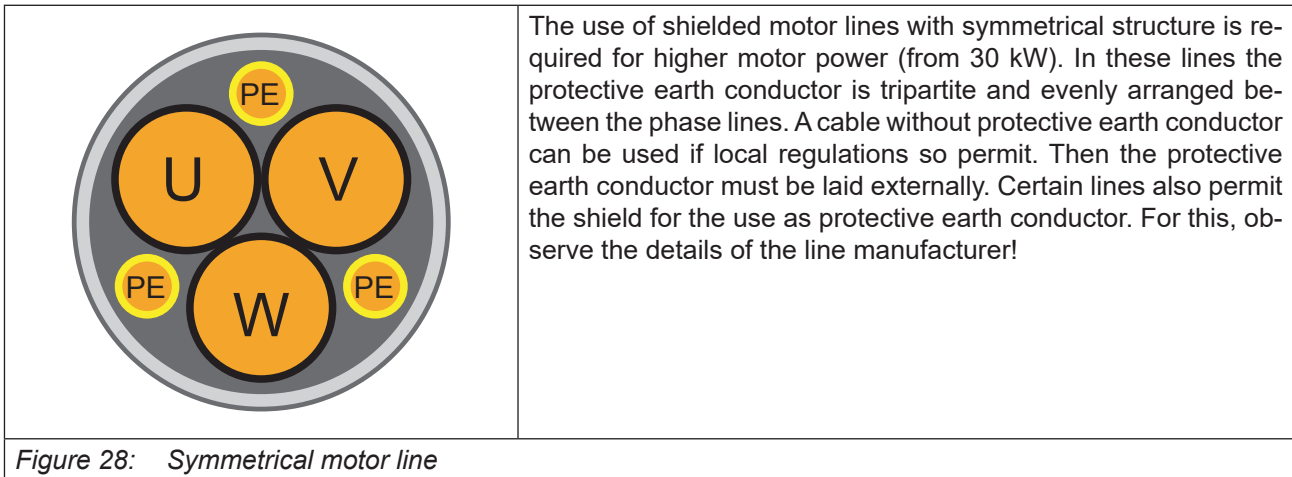 PE
U V
PE PE
W
The use of shielded motor lines with symmetrical structure is re-
quired for higher motor power (from 30 kW). In these lines the
protective earth conductor is tripartite and evenly arranged be-
tween the phase lines. A cable without protective earth conductor
can be used if local regulations so permit. Then the protective
earth conductor must be laid externally. Certain lines also permit
the shield for the use as protective earth conductor. For this, ob-
serve the details of the line manufacturer!
Figure 28: Symmetrical motor line